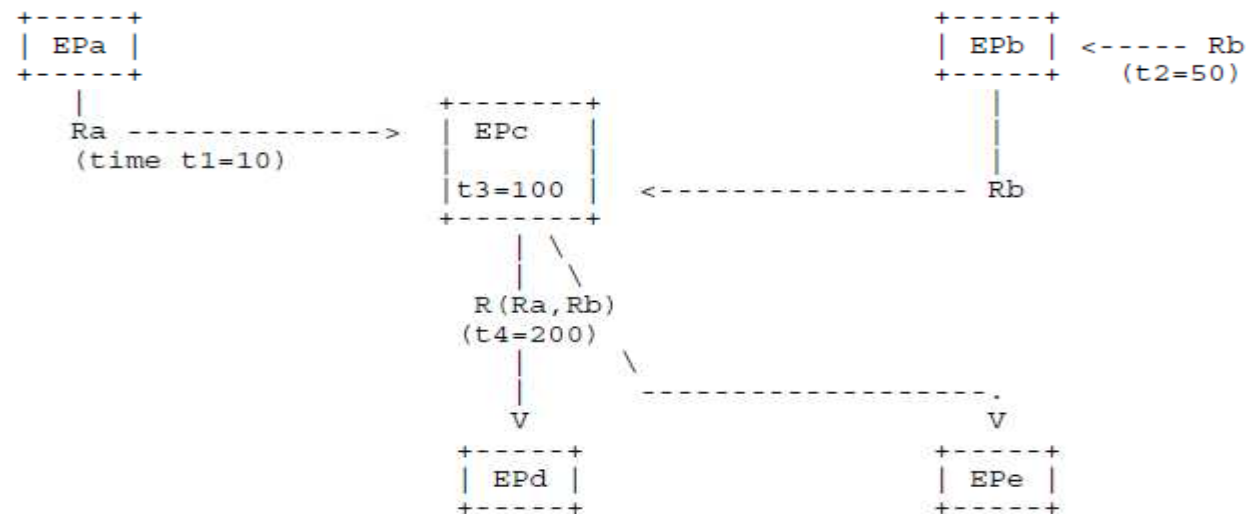 +-----+ +-----+
| EPa | | EPb | <----- Rb
+-----+ +-----+ (t2=50)
| +-------+ |
Ra --------------> | EPc | |
(time t1=10) | | |
|t3=100 | <------------------ Rb
+-------+
| \
| \
R(Ra,Rb)
(t4=200)
| \
| -------------------.
V V
+-----+ +-----+
| EPd | | EPe |
+-----+ +-----+